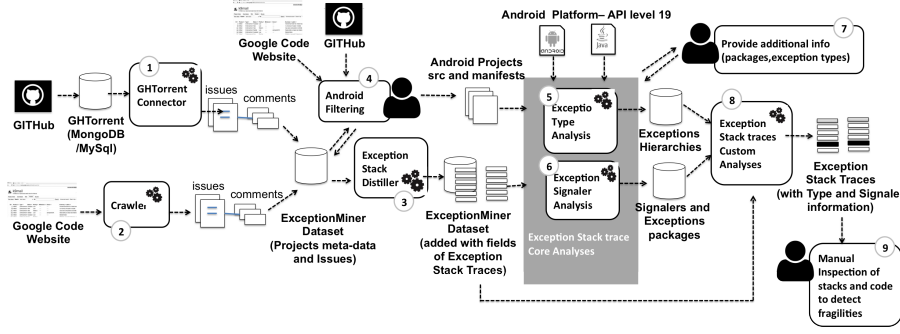 Google Code
Website
GITHub
Android Platform– API level 19
ANDROID
Java
7
Provide additional info
(packages,exception types)
1
GHTorrent
Connector
GITHub
GHTorrent
(MongoDB
/MySql)
issues
comments
4
Android
Filtering
Android Projects
src and manifests
5
Exceptio
Type
Analysis
Exceptions
Hierarchies
8
Exception
Stack traces
Custom
Analyses
Exception
Stack Traces
(with Type and Signale
information)
2
Crawler
Google Code
Website
issues
comments
ExceptionMiner
Dataset
(Projects meta-data
and Issues)
3
Exception
Stack
Distiller
ExceptionMiner
Dataset
(added with fields
of Exception
Stack Traces)
6
Exception
Signaler
Analysis
Signalers and
Exceptions
packages
Exception Stack trace
Core Analyses
9
Manual
Inspection of
stacks and code
to detect
fragilities